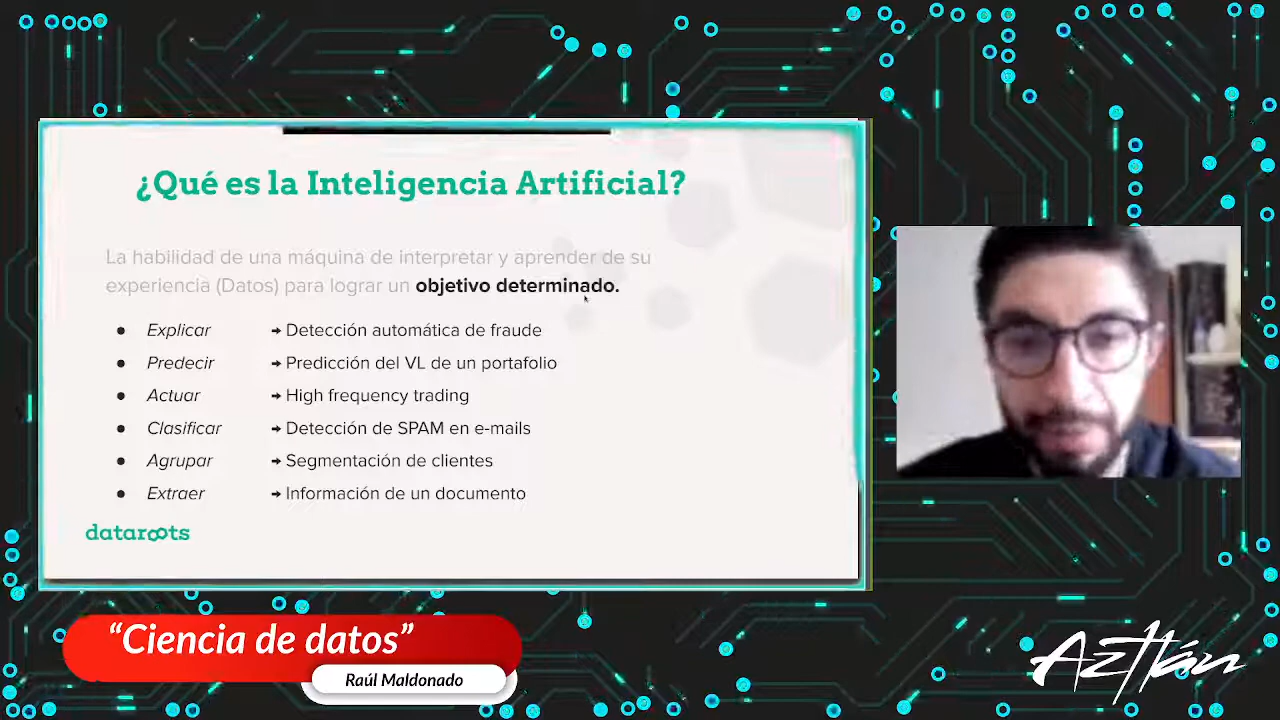 ¿Qué es la Inteligencia Artificial?
La habilidad de una máquina de interpretar y aprender de su
experiencia (Datos) para lograr un objetivo determinado.
● Explicar → Detección automática de fraude
● Predecir → Predicción del VL de un portafolio
● Actuar → High frequency trading
● Clasificar → Detección de SPAM en e-mails
● Agrupar → Segmentación de clientes
● Extraer → Información de un documento
dataroots
“Ciencia de datos”
Raúl Maldonado
Aztlán